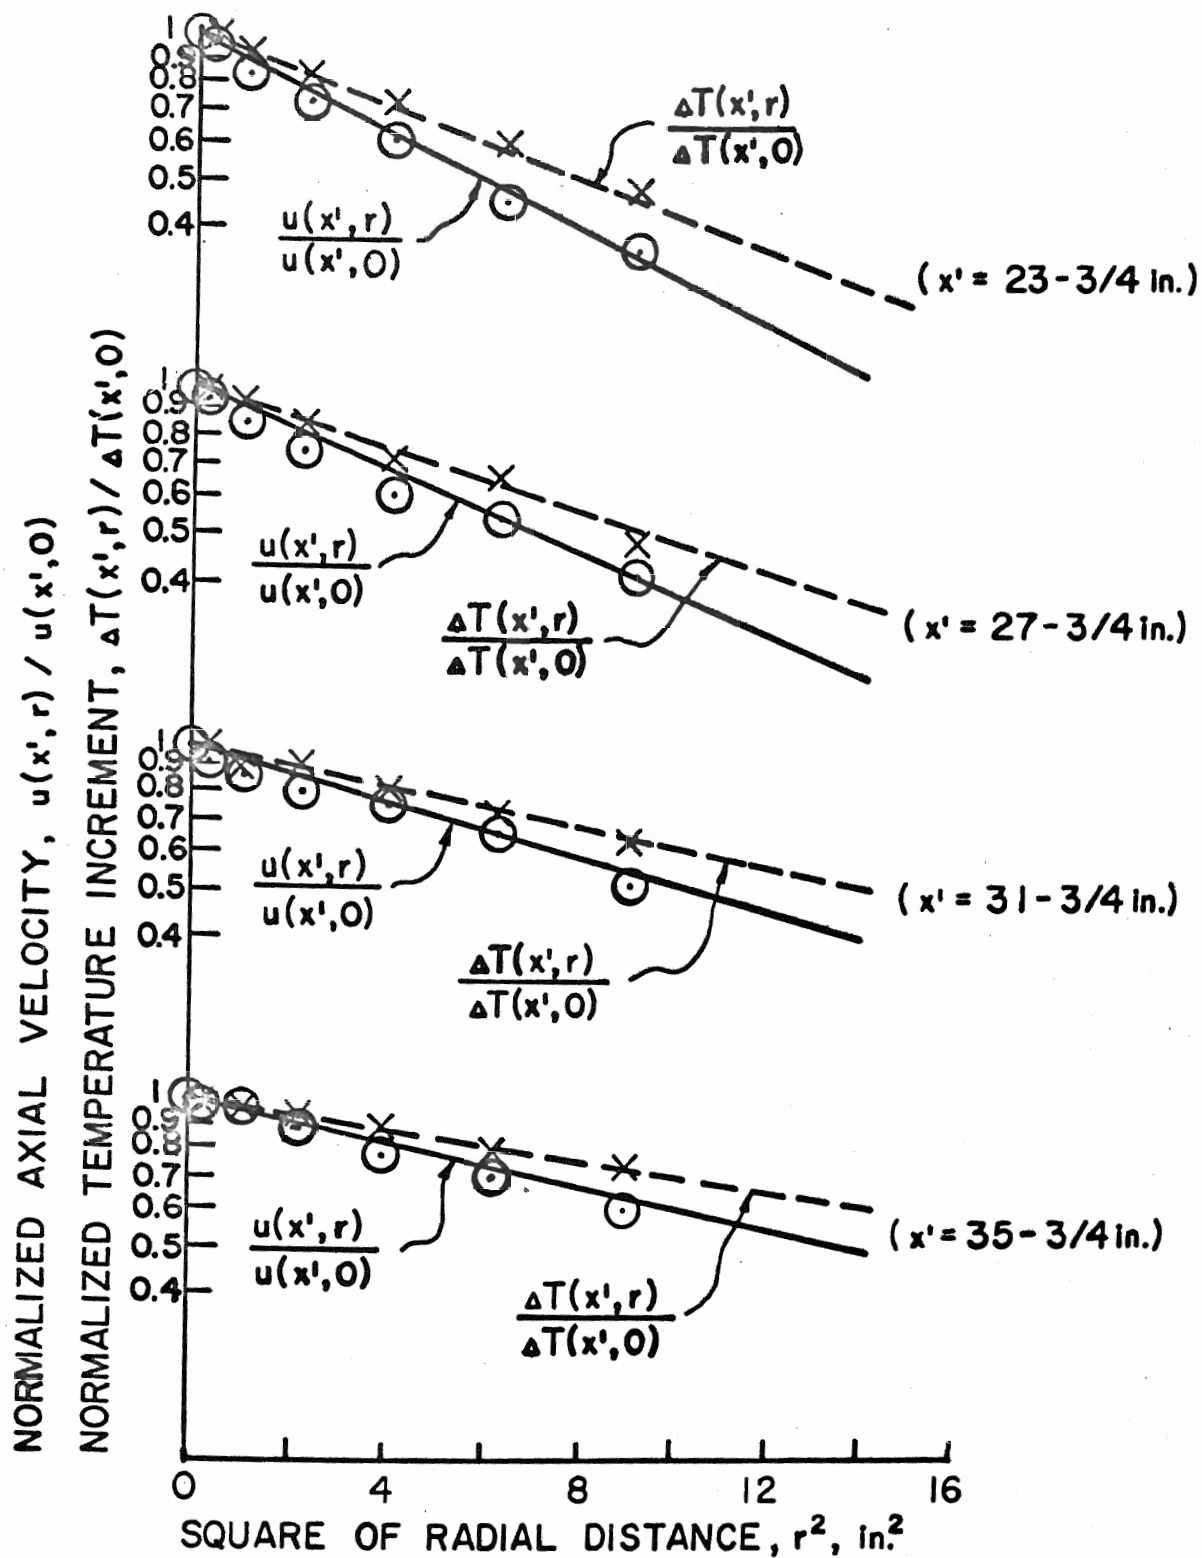 NORMALIZED AXIAL VELOCITY, u(x',r) / u(x',0)
NORMALIZED TEMPERATURE INCREMENT, ΔT(x',r) / ΔT(x',0)
1
0.9
0.8
0.7
0.6
0.5
0.4
ΔT(x',r)
ΔT(x',0)
u(x',r)
u(x',0)
(x' = 23-3/4 in.)
1
0.9
0.8
0.7
0.6
0.5
0.4
u(x',r)
u(x',0)
ΔT(x',r)
ΔT(x',0)
(x' = 27-3/4 in.)
1
0.9
0.8
0.7
0.6
0.5
0.4
u(x',r)
u(x',0)
ΔT(x',r)
ΔT(x',0)
(x' = 31-3/4 in.)
1
0.9
0.8
0.7
0.6
0.5
0.4
u(x',r)
u(x',0)
ΔT(x',r)
ΔT(x',0)
(x' = 35-3/4 in.)
0 4 8 12 16
SQUARE OF RADIAL DISTANCE, r², in.²